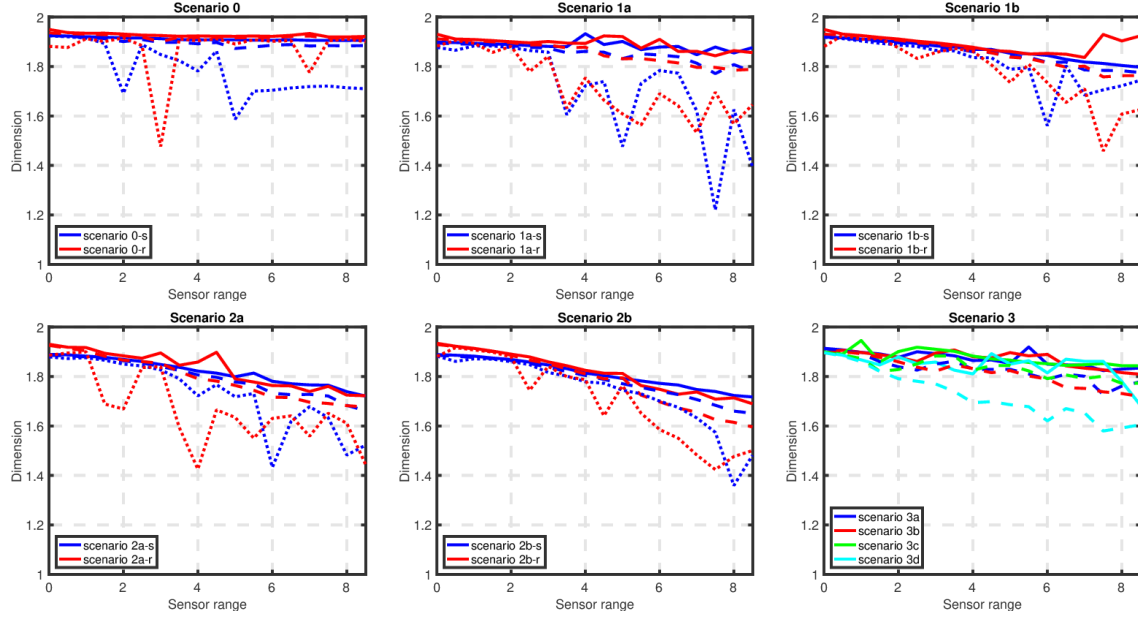 Scenario 0
Dimension
2
1.8
1.6
1.4
1.2
1
scenario 0-s
scenario 0-r
0 2 4 6 8
Sensor range
Scenario 1a
Dimension
2
1.8
1.6
1.4
1.2
1
scenario 1a-s
scenario 1a-r
0 2 4 6 8
Sensor range
Scenario 1b
Dimension
2
1.8
1.6
1.4
1.2
1
scenario 1b-s
scenario 1b-r
0 2 4 6 8
Sensor range
Scenario 2a
Dimension
2
1.8
1.6
1.4
1.2
1
scenario 2a-s
scenario 2a-r
0 2 4 6 8
Sensor range
Scenario 2b
Dimension
2
1.8
1.6
1.4
1.2
1
scenario 2b-s
scenario 2b-r
0 2 4 6 8
Sensor range
Scenario 3
Dimension
2
1.8
1.6
1.4
1.2
1
scenario 3a
scenario 3b
scenario 3c
scenario 3d
0 2 4 6 8
Sensor range